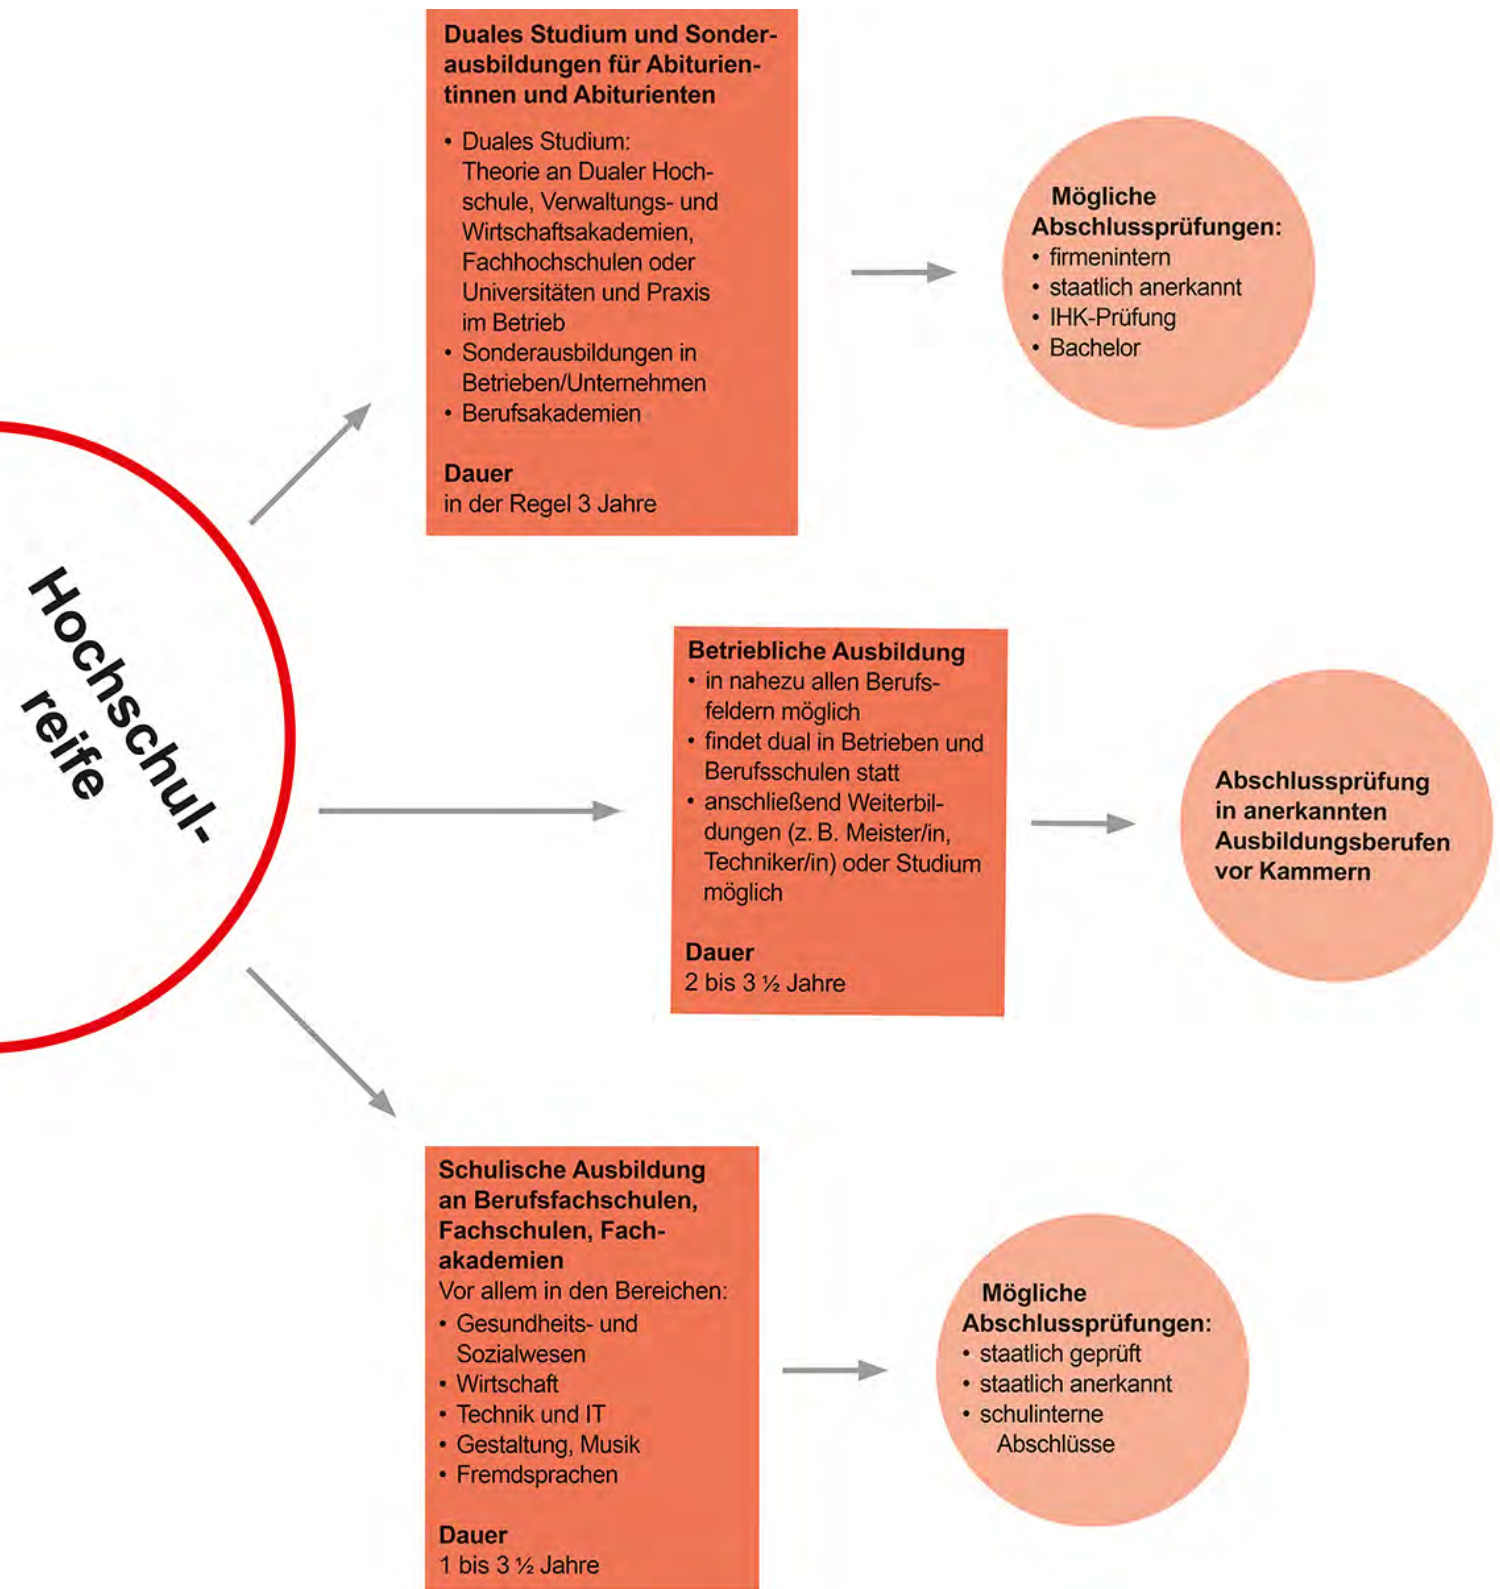 Duales Studium und Sonder-
ausbildungen für Abiturien-
tinnen und Abiturienten
• Duales Studium:
Theorie an Dualer Hoch-
schule, Verwaltungs- und
Wirtschaftsakademien,
Fachhochschulen oder
Universitäten und Praxis
im Betrieb
• Sonderausbildungen in
Betrieben/Unternehmen
• Berufsakademien
Dauer
in der Regel 3 Jahre
Mögliche
Abschlussprüfungen:
• firmenintern
• staatlich anerkannt
• IHK-Prüfung
• Bachelor
Hochschul-
reife
Betriebliche Ausbildung
• in nahezu allen Berufs-
feldern möglich
• findet dual in Betrieben und
Berufsschulen statt
• anschließend Weiterbil-
dungen (z. B. Meister/in,
Techniker/in) oder Studium
möglich
Dauer
2 bis 3 ½ Jahre
Abschlussprüfung
in anerkannten
Ausbildungsberufen
vor Kammern
Schulische Ausbildung
an Berufsfachschulen,
Fachschulen, Fach-
akademien
Vor allem in den Bereichen:
• Gesundheits- und
Sozialwesen
• Wirtschaft
• Technik und IT
• Gestaltung, Musik
• Fremdsprachen
Dauer
1 bis 3 ½ Jahre
Mögliche
Abschlussprüfungen:
• staatlich geprüft
• staatlich anerkannt
• schulinterne
Abschlüsse